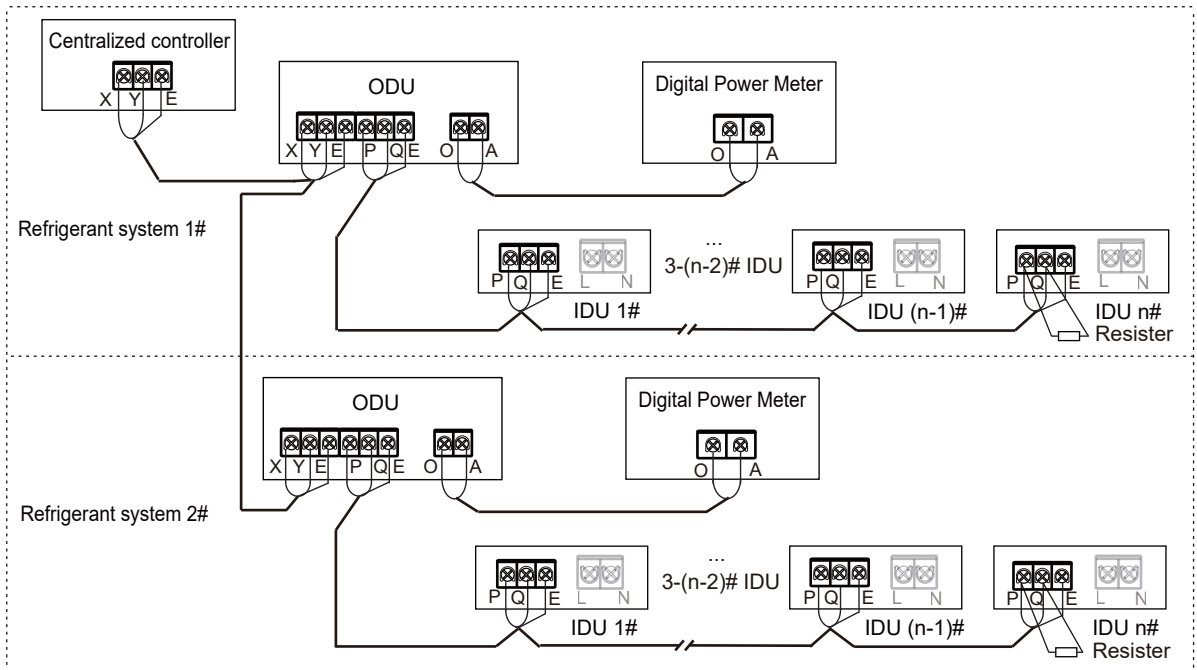 Centralized controller
X Y E
ODU
X Y E P Q E O A
Digital Power Meter
O A
Refrigerant system 1#
P Q E L N
IDU 1#
...
3-(n-2)# IDU
P Q E L N
IDU (n-1)#
P Q E L N
IDU n#
Resister
ODU
X Y E P Q E O A
Digital Power Meter
O A
Refrigerant system 2#
P Q E L N
IDU 1#
...
3-(n-2)# IDU
P Q E L N
IDU (n-1)#
P Q E L N
IDU n#
Resister